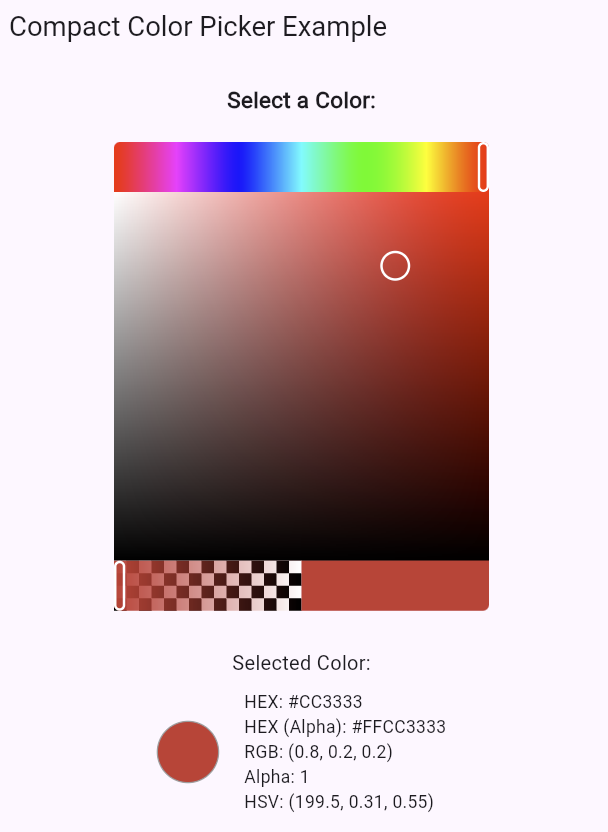 Compact Color Picker Example
Select a Color:
Selected Color:
HEX: #CC3333
HEX (Alpha): #FFCC3333
RGB: (0.8, 0.2, 0.2)
Alpha: 1
HSV: (199.5, 0.31, 0.55)